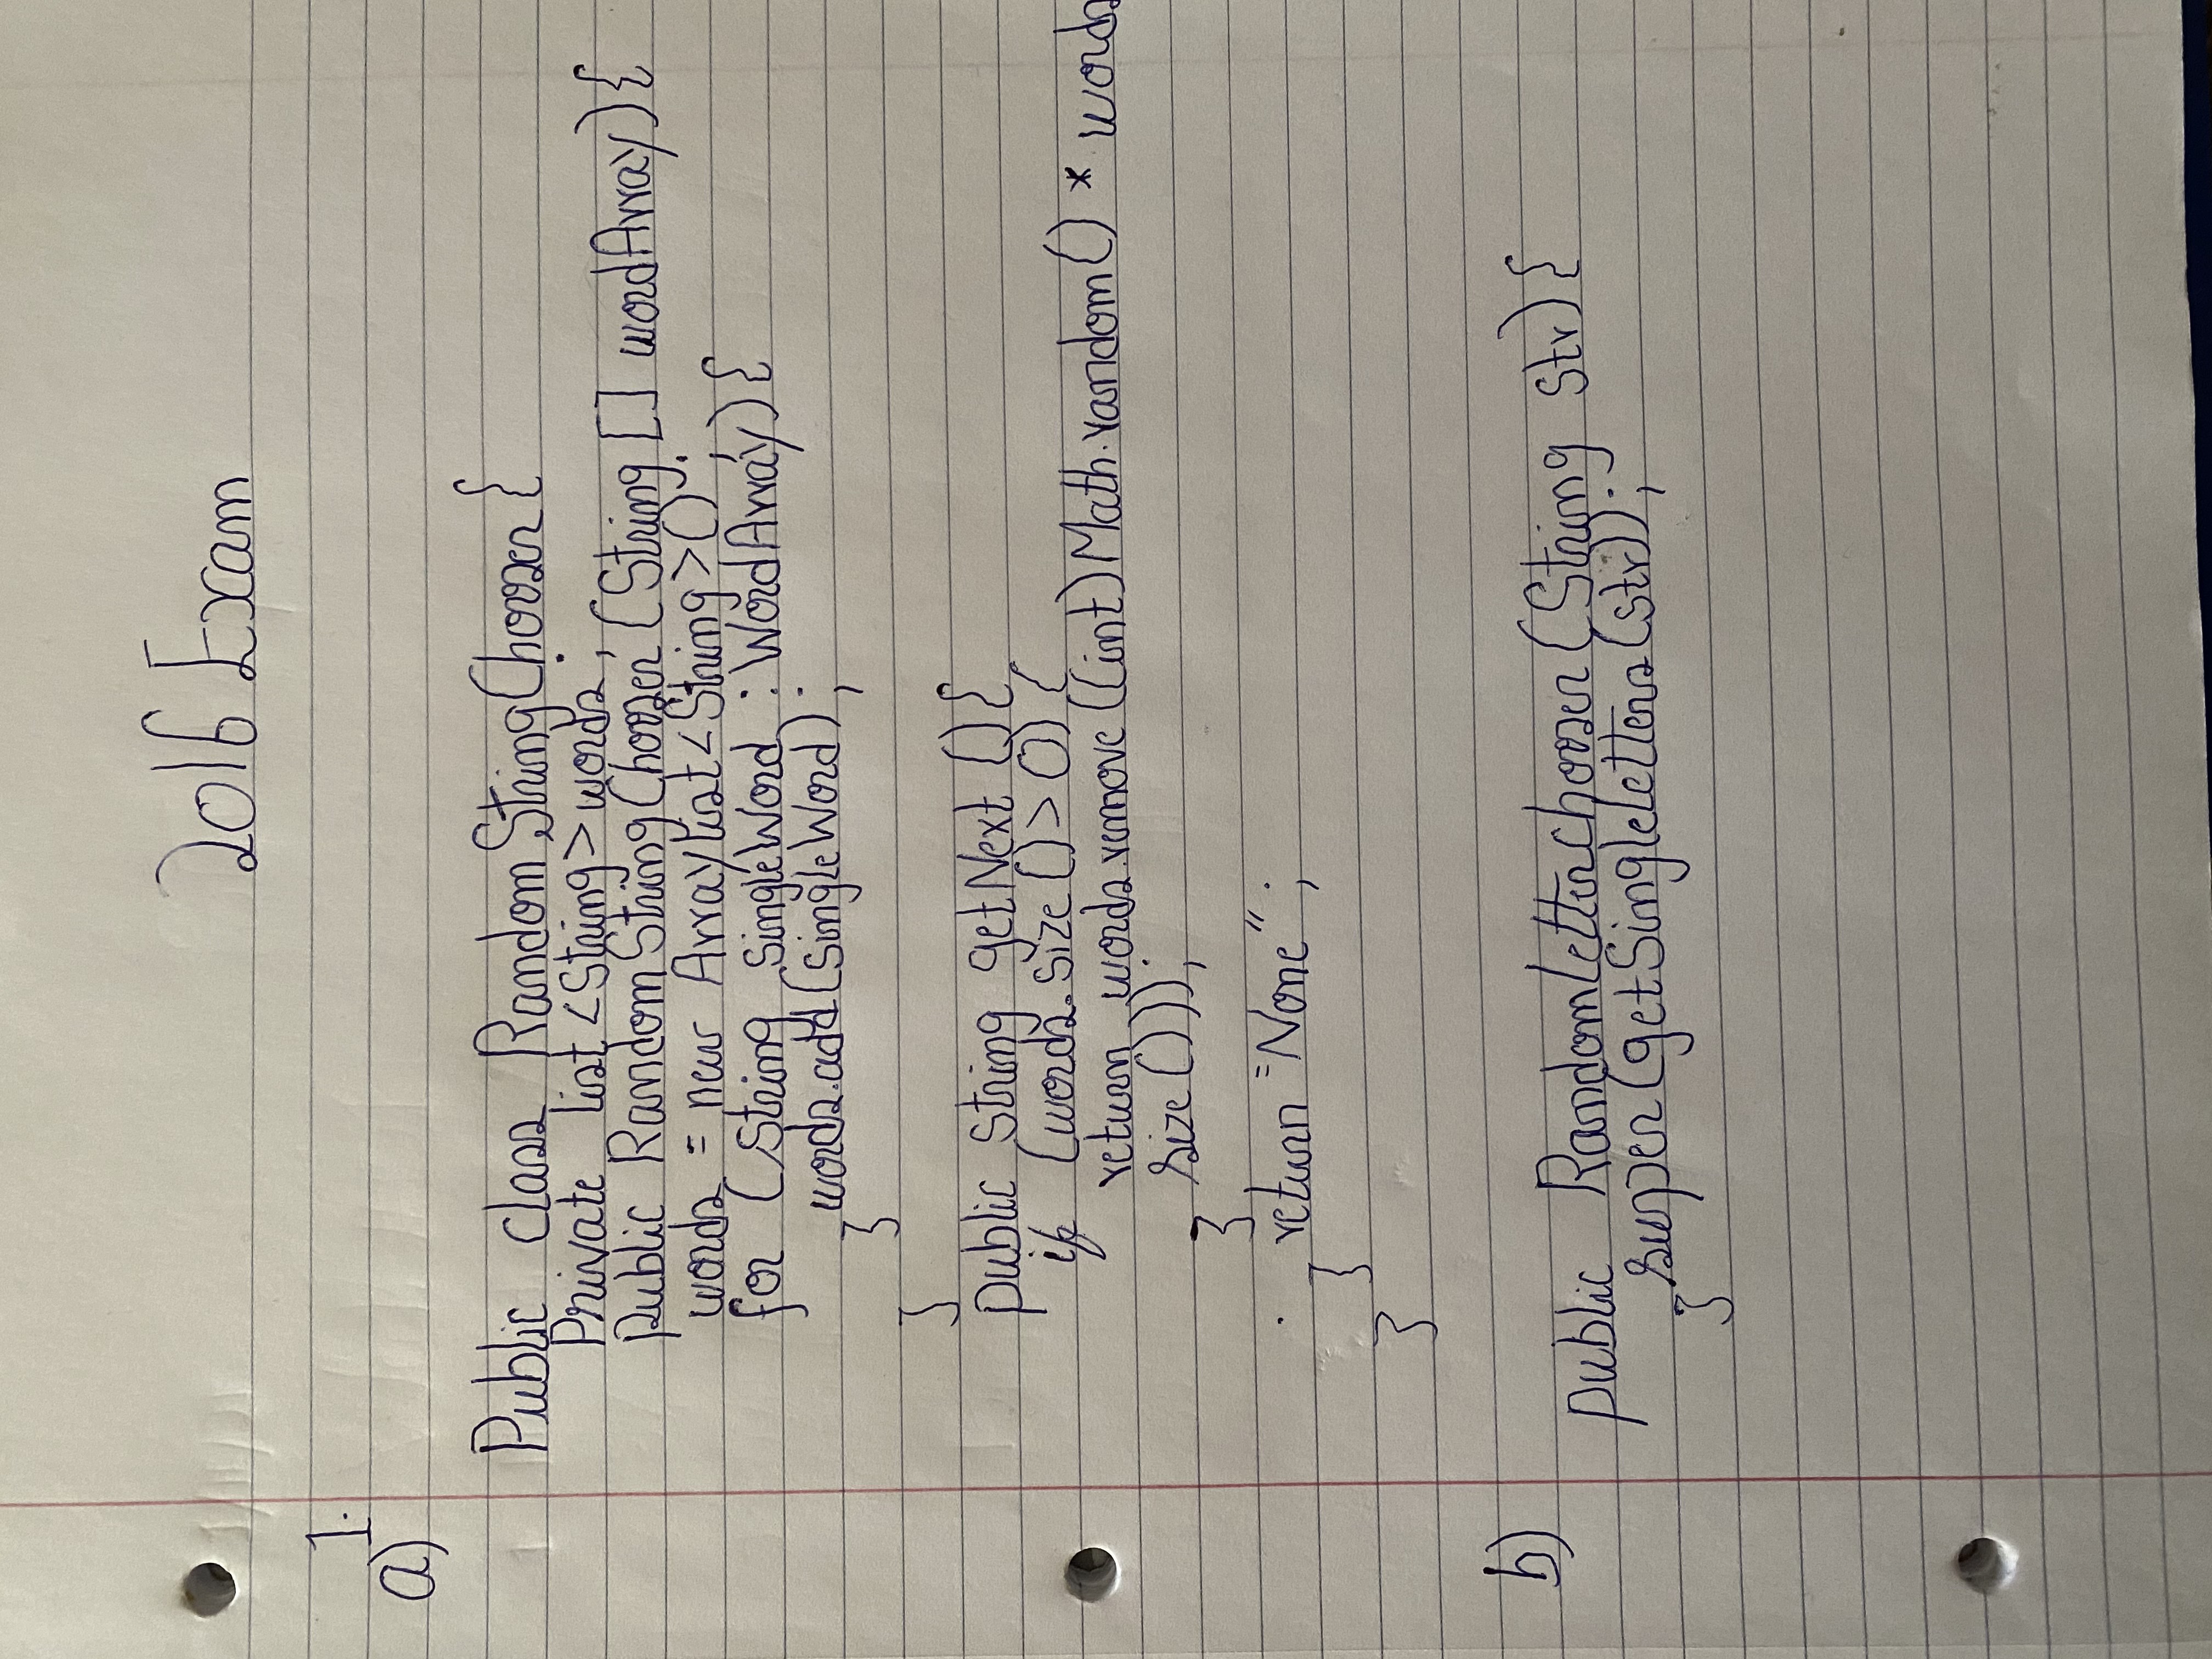 2016 Exam
1.
a)
Public class RandomStringChooser{
Private list <String> words;
public RandomStringChooser (String [] wordArray){
words = new Arraylist<String>();
for (String singleWord : WordArray){
words.add(singleWord);
}
}
public string getNext (){
if (words.size()>0){
return words.remove((int)Math.random() * words
size()));
}
return "None";
}
}
b)
public RandomLetterchooser(String str){
super(getSingleLetters(str));
}